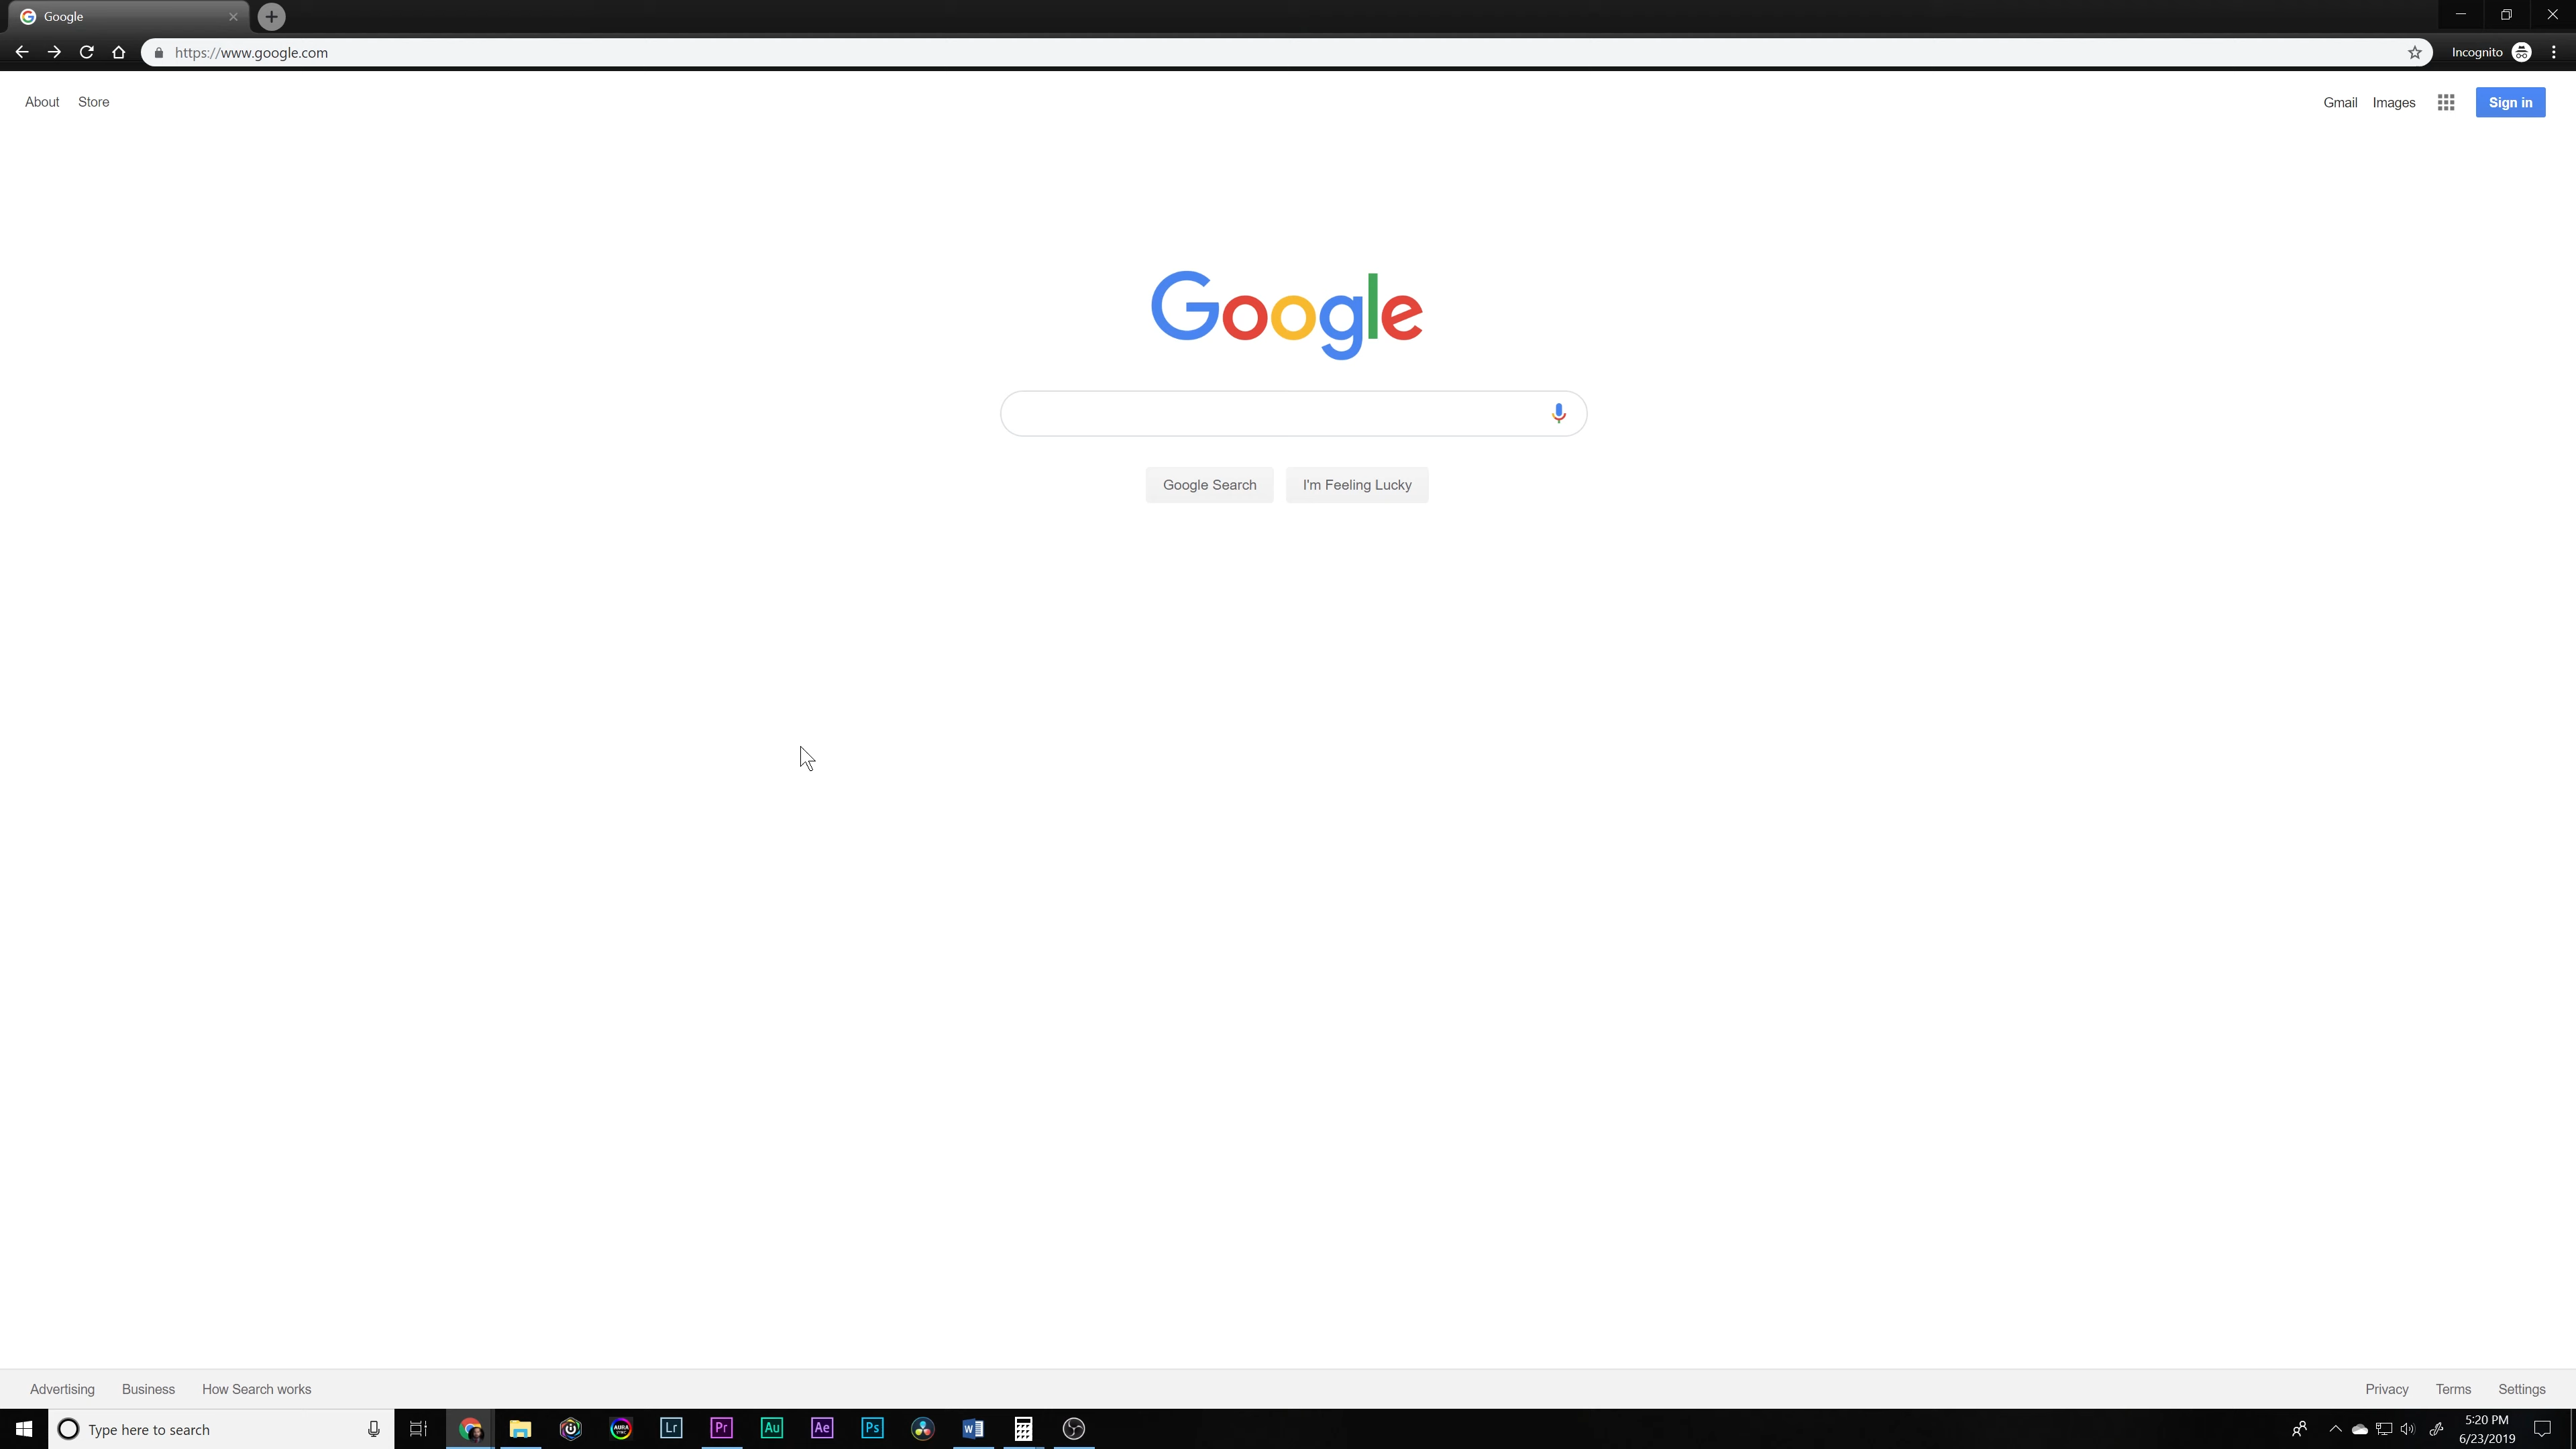 Google
https://www.google.com
Incognito
About Store
Gmail Images Sign in
Google
Google Search I'm Feeling Lucky
Advertising Business How Search works
Privacy Terms Settings
Type here to search
Lr Pr Au Ae Ps
5:20 PM
6/23/2019